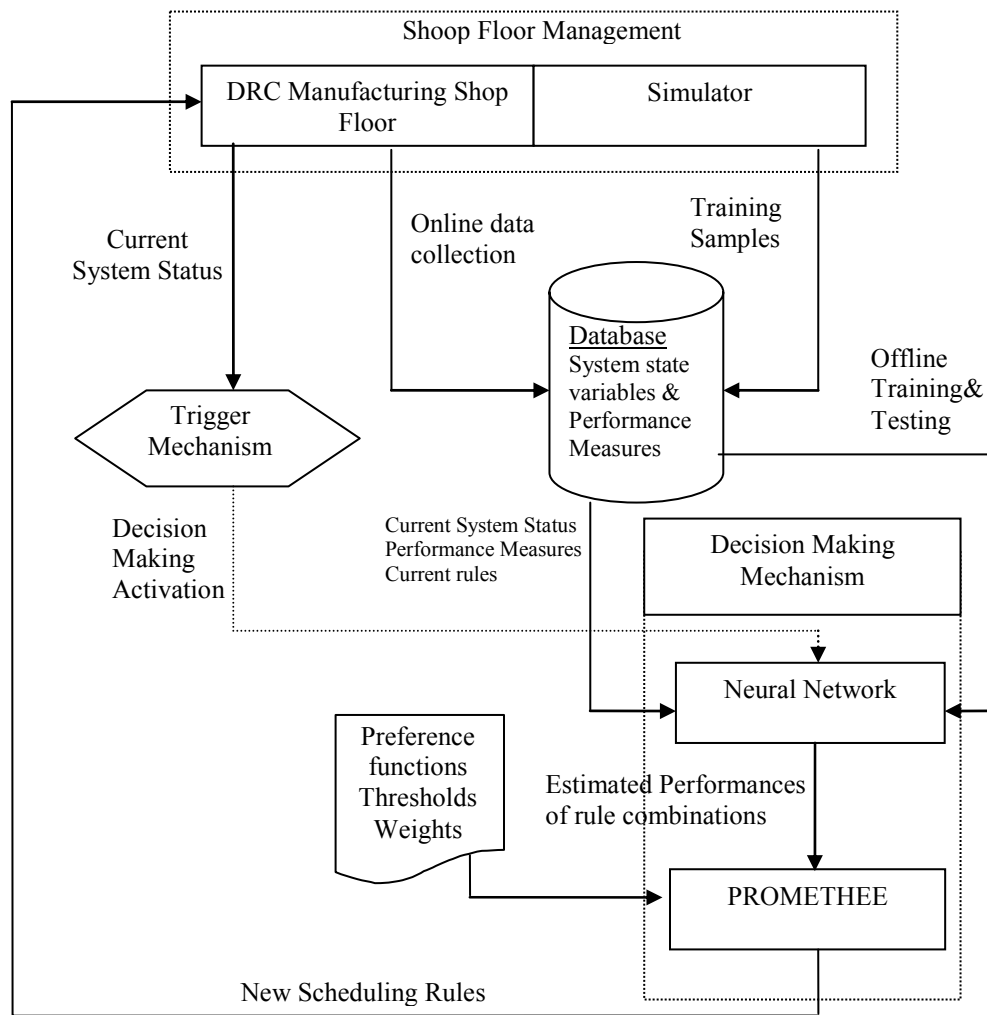 Shoop Floor Management
DRC Manufacturing Shop
Floor
Simulator
Current
System Status
Online data
collection
Training
Samples
Database
System state
variables &
Performance
Measures
Offline
Training&
Testing
Trigger
Mechanism
Decision
Making
Activation
Current System Status
Performance Measures
Current rules
Decision Making
Mechanism
Neural Network
Preference
functions
Thresholds
Weights
Estimated Performances
of rule combinations
PROMETHEE
New Scheduling Rules